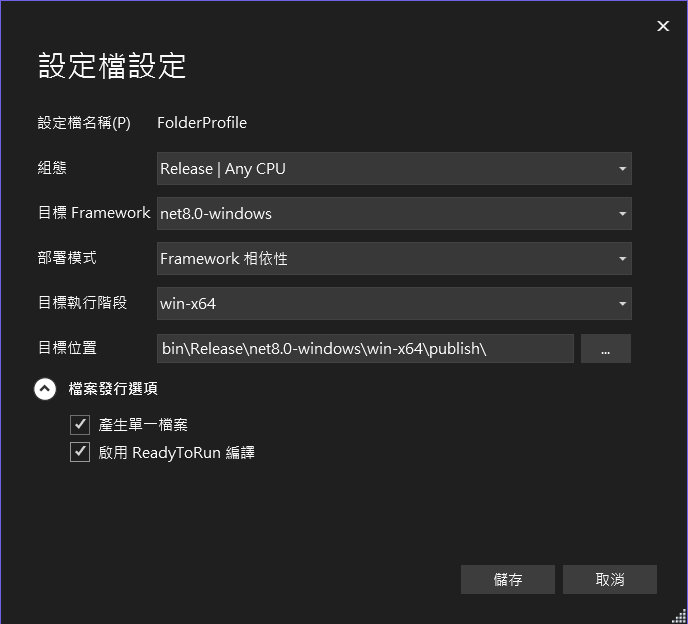 設定檔設定
設定檔名稱(P) FolderProfile
組態 Release | Any CPU
目標 Framework net8.0-windows
部署模式 Framework 相依性
目標執行階段 win-x64
目標位置 bin\Release\net8.0-windows\win-x64\publish\ ...
檔案發行選項
產生單一檔案
啟用 ReadyToRun 編譯
儲存 取消